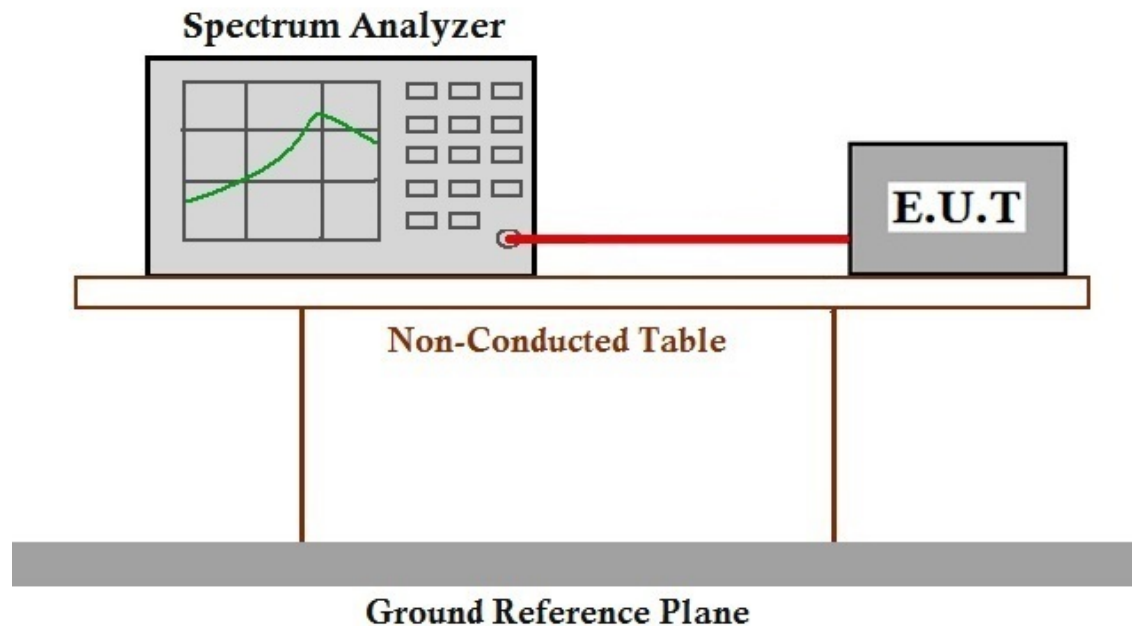 Spectrum Analyzer
E.U.T
Non-Conducted Table
Ground Reference Plane